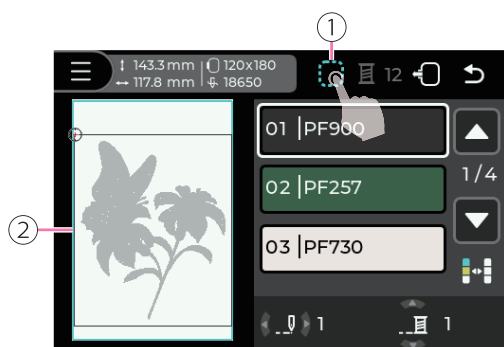 ①
143.3 mm 120x180
117.8 mm 18650
12
01 PF900
1/4
02 PF257
②
03 PF730
1 1